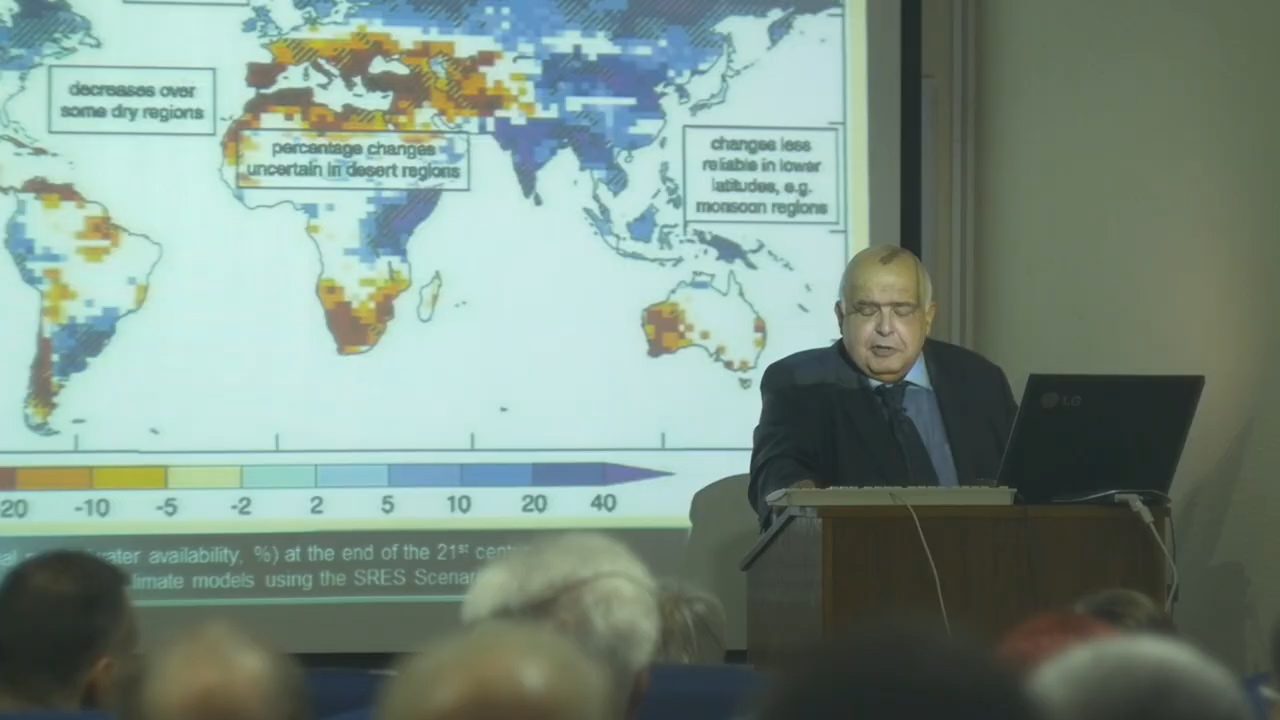 decreases over
some dry regions
percentage changes
uncertain in desert regions
changes less
reliable in lower
latitudes, e.g.
monsoon regions
LG
20 -10 -5 -2 2 5 10 20 40
water availability, %) at the end of the 21st
climate models using the SRES